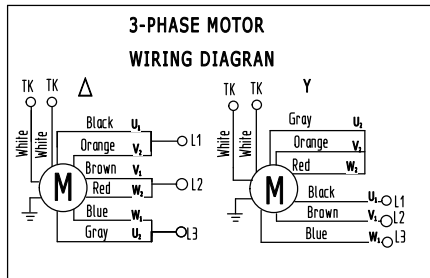 3-PHASE MOTOR
WIRING DIAGRAN
TK TK Δ
White White
Black U₁ L1
Orange V₂
Brown V₁ L2
Red W₂
Blue W₁
Gray U₂ L3
M
TK TK Y
White White
Gray U₂
Orange V₂
Red W₂
Black U₁ L1
Brown V₁ L2
Blue W₁ L3
M